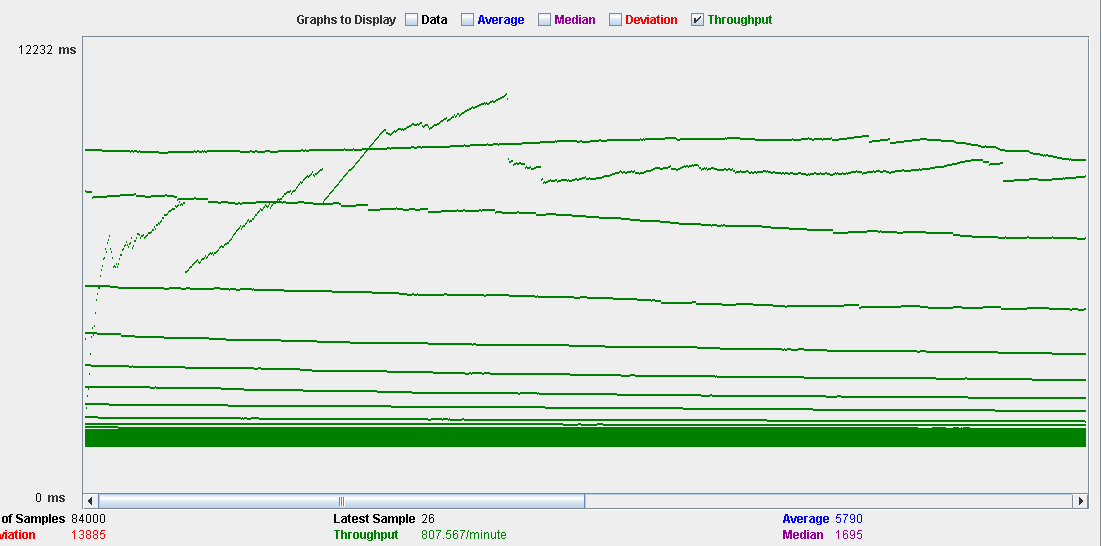 Graphs to Display Data Average Median Deviation Throughput
12232 ms
0 ms
of Samples 84000 Latest Sample 26 Average 5790
viation 13885 Throughput 807.567/minute Median 1695